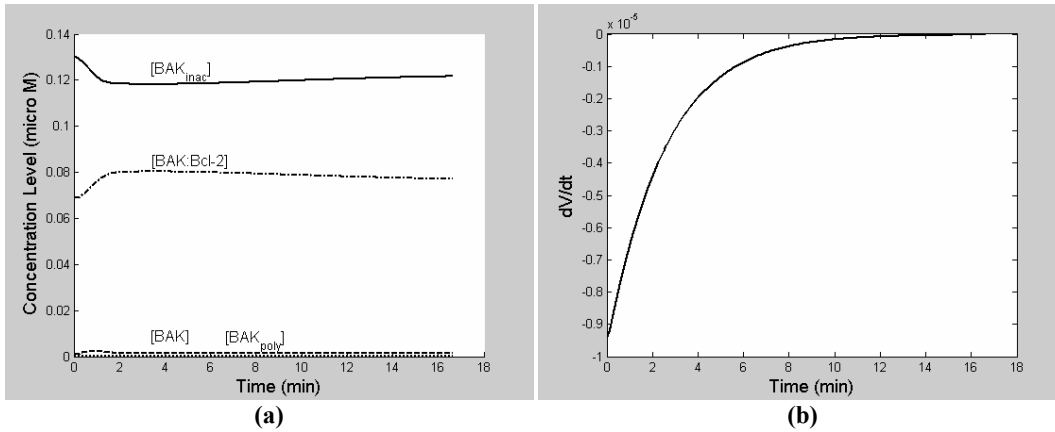 0.14
0.12
0.1
0.08
0.06
0.04
0.02
0
Concentration Level (micro M)
[BAKinac]
[BAK:Bcl-2]
[BAK] [BAKpoly]
0 2 4 6 8 10 12 14 16 18
Time (min)
(a)
x 10-5
0
-0.1
-0.2
-0.3
-0.4
-0.5
-0.6
-0.7
-0.8
-0.9
-1
dV/dt
0 2 4 6 8 10 12 14 16 18
Time (min)
(b)